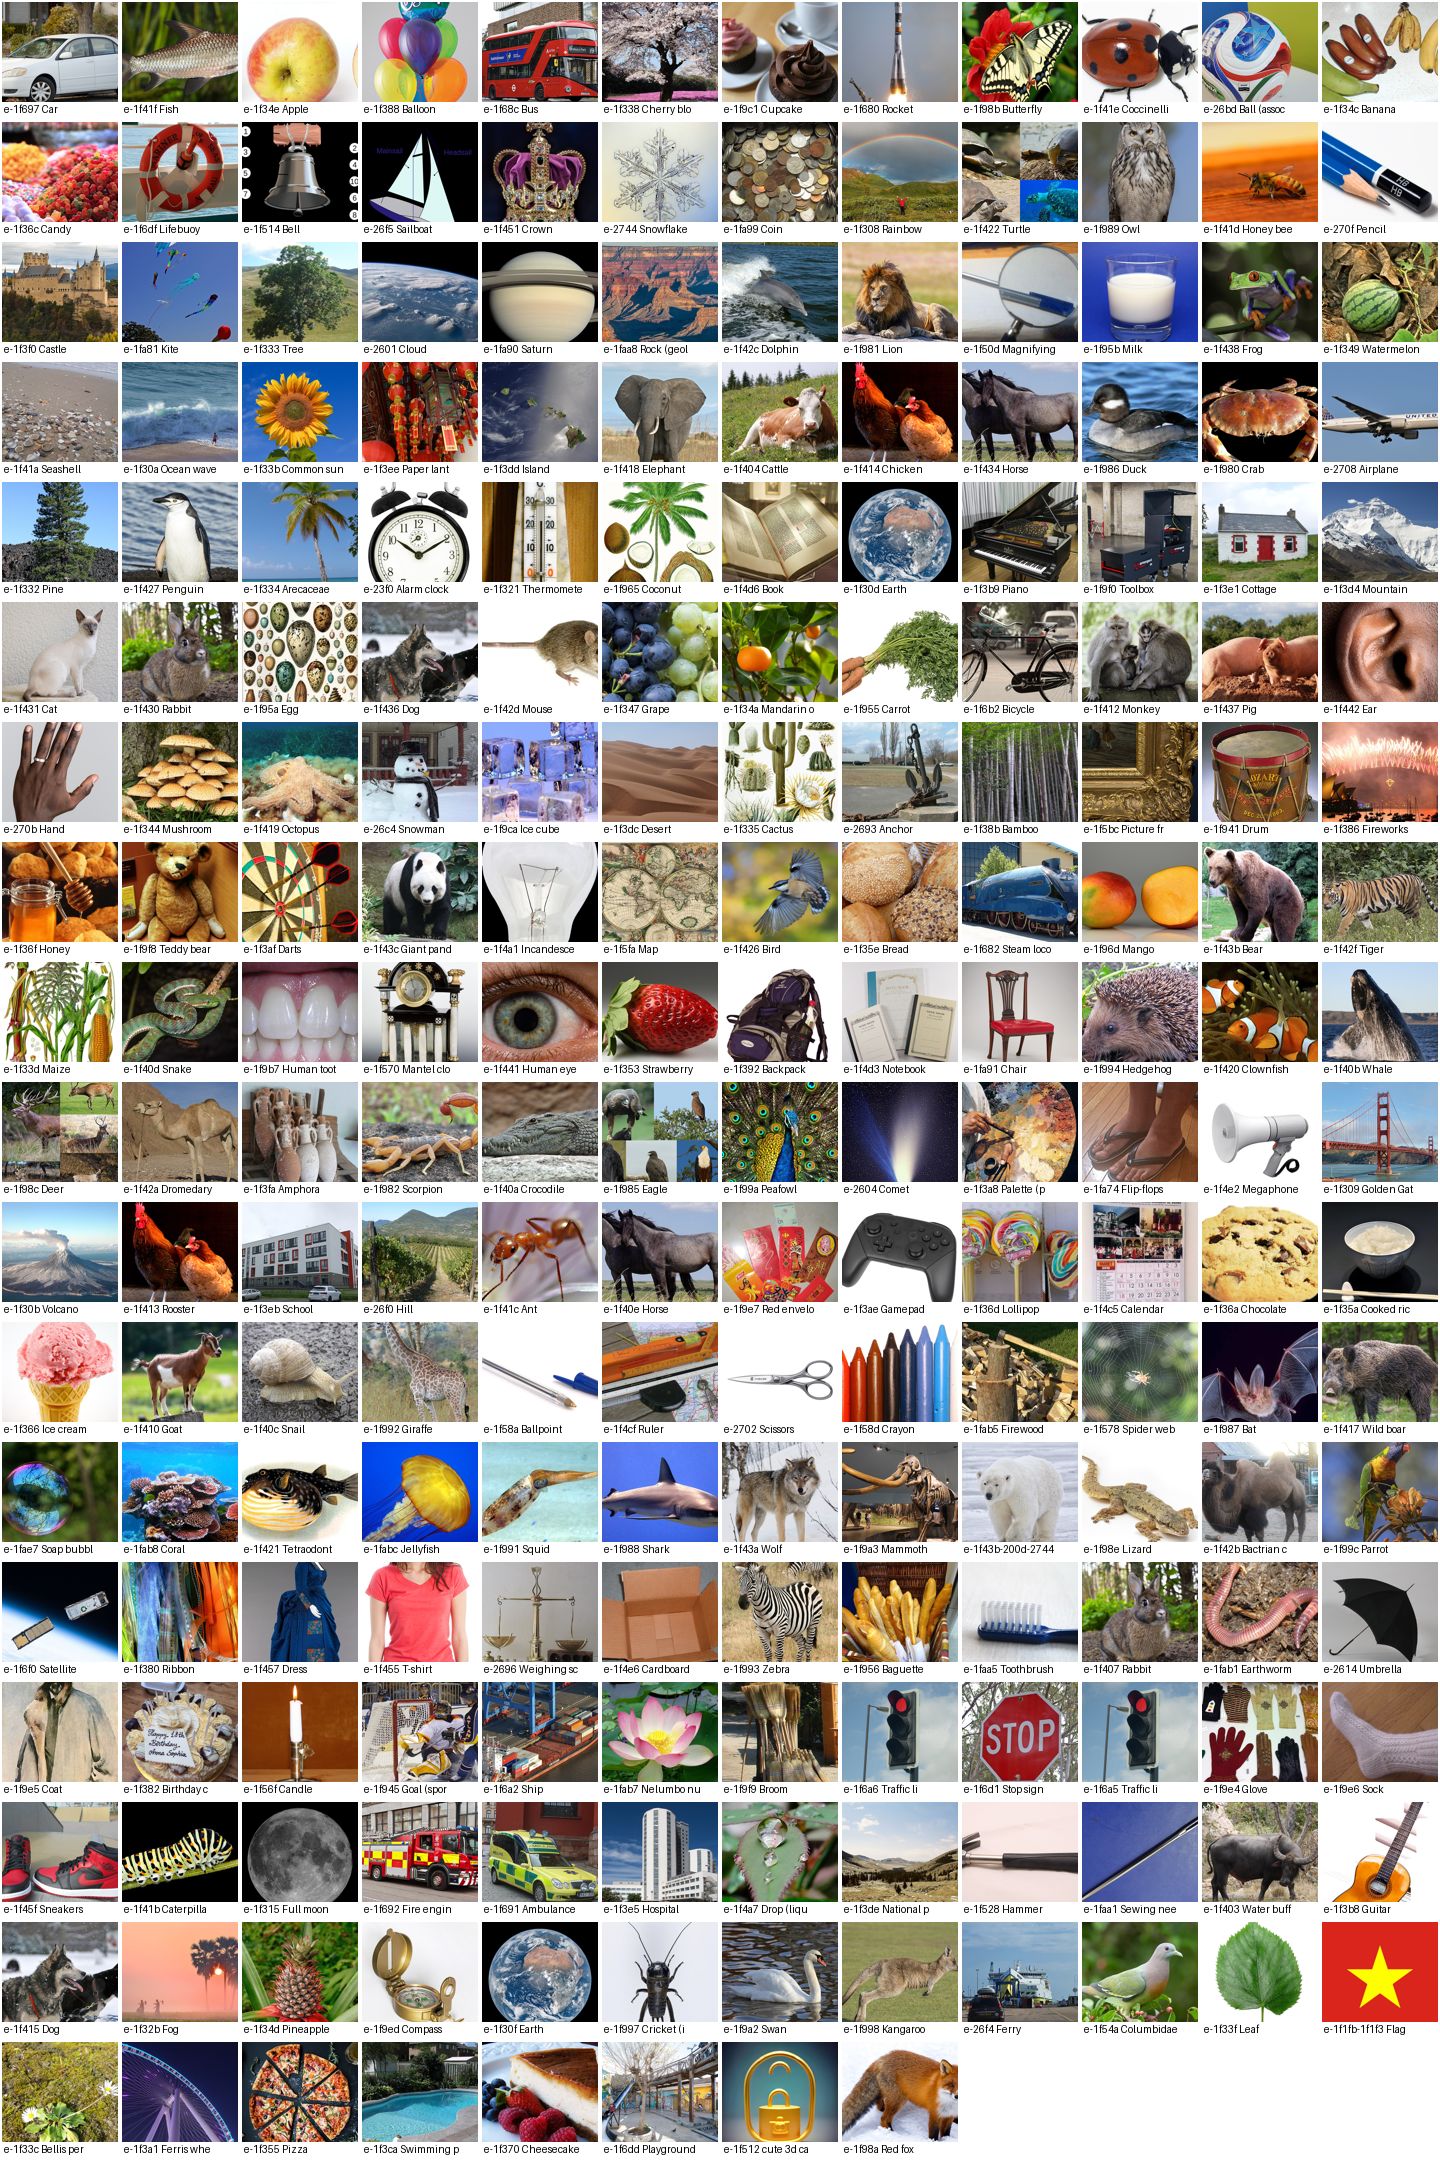 e-1f697 Car
e-1f41f Fish
e-1f34e Apple
e-1f388 Balloon
e-1f68c Bus
e-1f338 Cherry blo
e-1f9c1 Cupcake
e-1f680 Rocket
e-1f98b Butterfly
e-1f41e Coccinelli
e-26bd Ball (assoc
e-1f34c Banana
Mainsail
Headsail
e-1f36c Candy
e-1f6df Lifebuoy
e-1f514 Bell
e-26f5 Sailboat
e-1f451 Crown
e-2744 Snowflake
e-1fa99 Coin
e-1f308 Rainbow
e-1f422 Turtle
e-1f989 Owl
e-1f41d Honey bee
e-270f Pencil
e-1f3f0 Castle
e-1fa81 Kite
e-1f333 Tree
e-2601 Cloud
e-1fa90 Saturn
e-1faa8 Rock (geol
e-1f42c Dolphin
e-1f981 Lion
e-1f50d Magnifying
e-1f95b Milk
e-1f438 Frog
e-1f349 Watermelon
UNITED
e-1f41a Seashell
e-1f30a Ocean wave
e-1f33b Common sun
e-1f3ee Paper lant
e-1f3dd Island
e-1f418 Elephant
e-1f404 Cattle
e-1f414 Chicken
e-1f434 Horse
e-1f986 Duck
e-1f980 Crab
e-2708 Airplane
e-1f332 Pine
e-1f427 Penguin
e-1f334 Arecaceae
e-23f0 Alarm clock
e-1f321 Thermomete
e-1f965 Coconut
e-1f4d6 Book
e-1f30d Earth
e-1f3b9 Piano
e-1f9f0 Toolbox
e-1f3e1 Cottage
e-1f3d4 Mountain
e-1f431 Cat
e-1f430 Rabbit
e-1f95a Egg
e-1f436 Dog
e-1f42d Mouse
e-1f347 Grape
e-1f34a Mandarin o
e-1f955 Carrot
e-1f6b2 Bicycle
e-1f412 Monkey
e-1f437 Pig
e-1f442 Ear
e-270b Hand
e-1f344 Mushroom
e-1f419 Octopus
e-26c4 Snowman
e-1f9ca Ice cube
e-1f3dc Desert
e-1f335 Cactus
e-2693 Anchor
e-1f38b Bamboo
e-1f5bc Picture fr
e-1f941 Drum
e-1f386 Fireworks
e-1f36f Honey
e-1f9f8 Teddy bear
e-1f3af Darts
e-1f43c Giant pand
e-1f4a1 Incandesce
e-1f5fa Map
e-1f426 Bird
e-1f35e Bread
e-1f682 Steam loco
e-1f96d Mango
e-1f43b Bear
e-1f42f Tiger
e-1f33d Maize
e-1f40d Snake
e-1f9b7 Human toot
e-1f570 Mantel clo
e-1f441 Human eye
e-1f353 Strawberry
e-1f392 Backpack
e-1f4d3 Notebook
e-1fa91 Chair
e-1f994 Hedgehog
e-1f420 Clownfish
e-1f40b Whale
e-1f98c Deer
e-1f42a Dromedary
e-1f3fa Amphora
e-1f982 Scorpion
e-1f40a Crocodile
e-1f985 Eagle
e-1f99a Peafowl
e-2604 Comet
e-1f3a8 Palette (p
e-1fa74 Flip-flops
e-1f4e2 Megaphone
e-1f309 Golden Gat
e-1f30b Volcano
e-1f413 Rooster
e-1f3eb School
e-26f0 Hill
e-1f41c Ant
e-1f40e Horse
e-1f9e7 Red envelo
e-1f3ae Gamepad
e-1f36d Lollipop
e-1f4c5 Calendar
e-1f36a Chocolate
e-1f35a Cooked ric
e-1f366 Ice cream
e-1f410 Goat
e-1f40c Snail
e-1f992 Giraffe
e-1f58a Ballpoint
e-1f4cf Ruler
e-2702 Scissors
e-1f58d Crayon
e-1fab5 Firewood
e-1f578 Spider web
e-1f987 Bat
e-1f417 Wild boar
e-1fae7 Soap bubbl
e-1fab8 Coral
e-1f421 Tetraodont
e-1fabc Jellyfish
e-1f991 Squid
e-1f988 Shark
e-1f43a Wolf
e-1f9a3 Mammoth
e-1f43b-200d-2744
e-1f98e Lizard
e-1f42b Bactrian c
e-1f99c Parrot
e-1f6f0 Satellite
e-1f380 Ribbon
e-1f457 Dress
e-1f455 T-shirt
e-2696 Weighing sc
e-1f4e6 Cardboard
e-1f993 Zebra
e-1f956 Baguette
e-1faa5 Toothbrush
e-1f407 Rabbit
e-1fab1 Earthworm
e-2614 Umbrella
STOP
e-1f9e5 Coat
e-1f382 Birthday c
e-1f56f Candle
e-1f945 Goal (spor
e-1f6a2 Ship
e-1fab7 Nelumbo nu
e-1f9f9 Broom
e-1f6a6 Traffic li
e-1f6d1 Stop sign
e-1f6a5 Traffic li
e-1f9e4 Glove
e-1f9e6 Sock
e-1f45f Sneakers
e-1f41b Caterpilla
e-1f315 Full moon
e-1f692 Fire engin
e-1f691 Ambulance
e-1f3e5 Hospital
e-1f4a7 Drop (liqu
e-1f3de National p
e-1f528 Hammer
e-1faa1 Sewing nee
e-1f403 Water buff
e-1f3b8 Guitar
e-1f415 Dog
e-1f32b Fog
e-1f34d Pineapple
e-1f9ed Compass
e-1f30f Earth
e-1f997 Cricket (i
e-1f9a2 Swan
e-1f998 Kangaroo
e-26f4 Ferry
e-1f54a Columbidae
e-1f33f Leaf
e-1f1fb-1f1f3 Flag
e-1f33c Bellis per
e-1f3a1 Ferris whe
e-1f355 Pizza
e-1f3ca Swimming p
e-1f370 Cheesecake
e-1f6dd Playground
e-1f512 cute 3d ca
e-1f98a Red fox